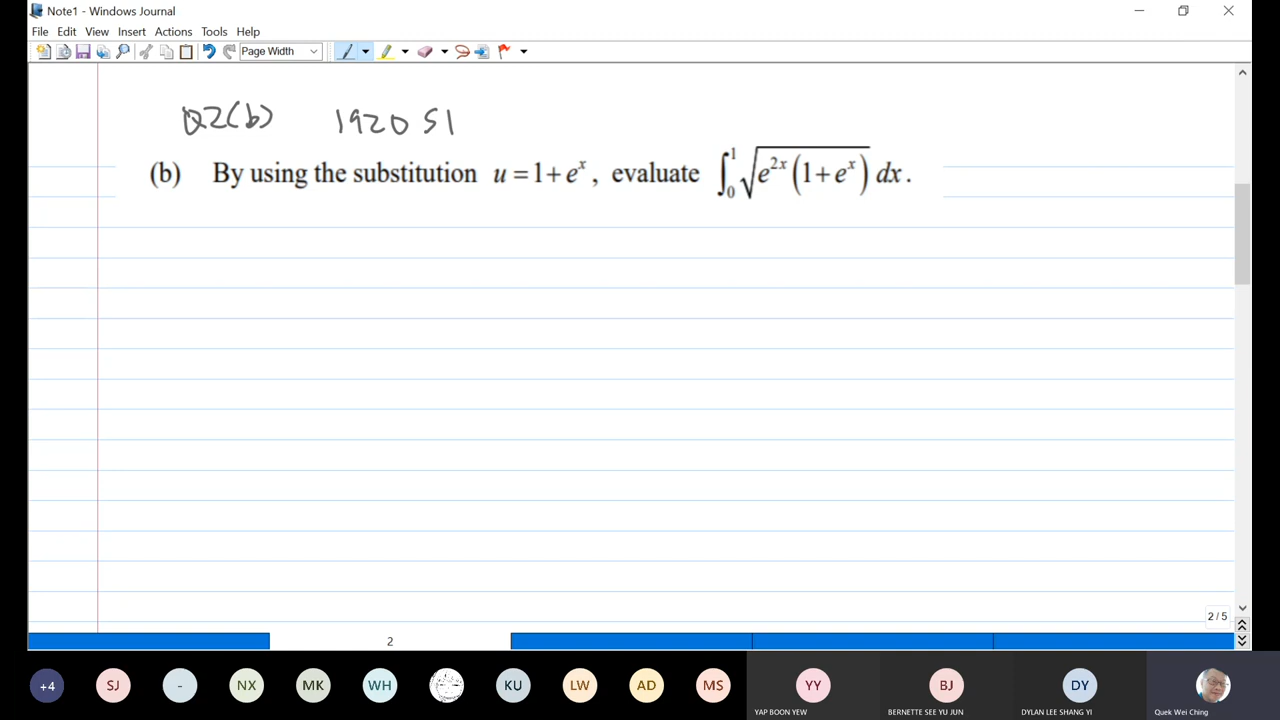 Note1 - Windows Journal
File Edit View Insert Actions Tools Help
Page Width
Q2(b) 1920 S1
(b) By using the substitution u = 1 + e^x, evaluate ∫_0^1 √(e^{2x}(1+e^x)) dx.
2 / 5
2
+4 SJ - NX MK WH KU LW AD MS YY BJ DY
YAP BOON YEW BERNETTE SEE YU JUN DYLAN LEE SHANG YI Quek Wei Ching